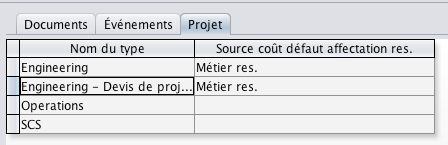 Documents Événements Projet
Nom du type Source coût défaut affectation res.
Engineering Métier res.
Engineering – Devis de proj... Métier res.
Operations
SCS